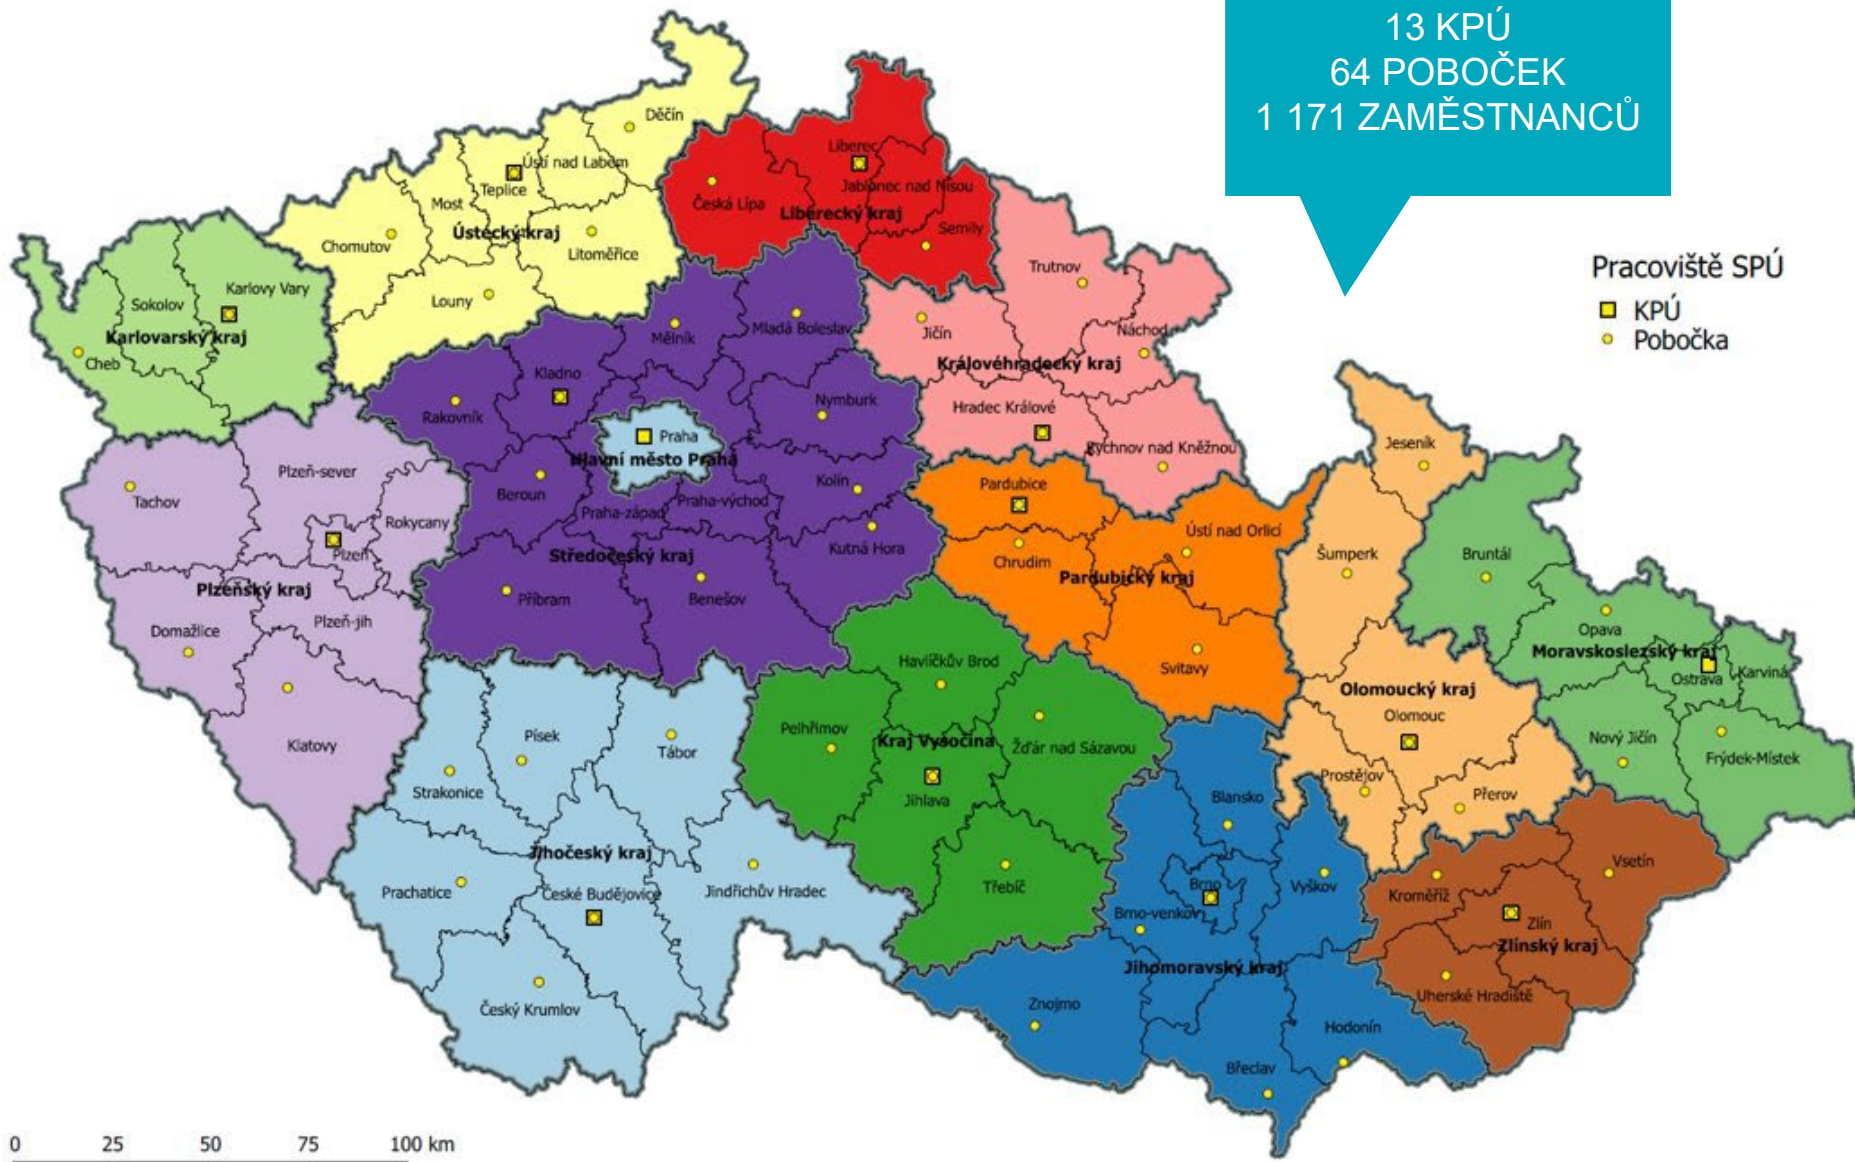 13 KPÚ
64 POBOČEK
1 171 ZAMĚSTNANCŮ
Pracoviště SPÚ
KPÚ
Pobočka
Děčín
Ústí nad Labem
Teplice
Most
Ústecký kraj
Chomutov
Litoměřice
Louny
Liberec
Jablonec nad Nisou
Česká Lípa
Liberecký kraj
Semily
Karlovy Vary
Sokolov
Karlovarský kraj
Cheb
Trutnov
Jičín
Náchod
Královéhradecký kraj
Hradec Králové
Rychnov nad Kněžnou
Mělník
Mladá Boleslav
Kladno
Rakovník
Nymburk
Praha
Hlavní město Praha
Beroun
Kolín
Praha-západ
Praha-východ
Kutná Hora
Středočeský kraj
Příbram
Benešov
Plzeň-sever
Tachov
Rokycany
Plzeň
Plzeňský kraj
Plzeň-jih
Domažlice
Klatovy
Pardubice
Ústí nad Orlicí
Chrudim
Pardubický kraj
Svitavy
Jeseník
Šumperk
Olomoucký kraj
Olomouc
Prostějov
Přerov
Bruntál
Opava
Moravskoslezský kraj
Ostrava
Karviná
Nový Jičín
Frýdek-Místek
Havlíčkův Brod
Pelhřimov
Kraj Vysočina
Žďár nad Sázavou
Jihlava
Třebíč
Písek
Tábor
Strakonice
Jihočeský kraj
Prachatice
České Budějovice
Jindřichův Hradec
Český Krumlov
Blansko
Brno
Vyškov
Brno-venkov
Jihomoravský kraj
Znojmo
Hodonín
Břeclav
Vsetín
Kroměříž
Zlín
Zlínský kraj
Uherské Hradiště
0 25 50 75 100 km